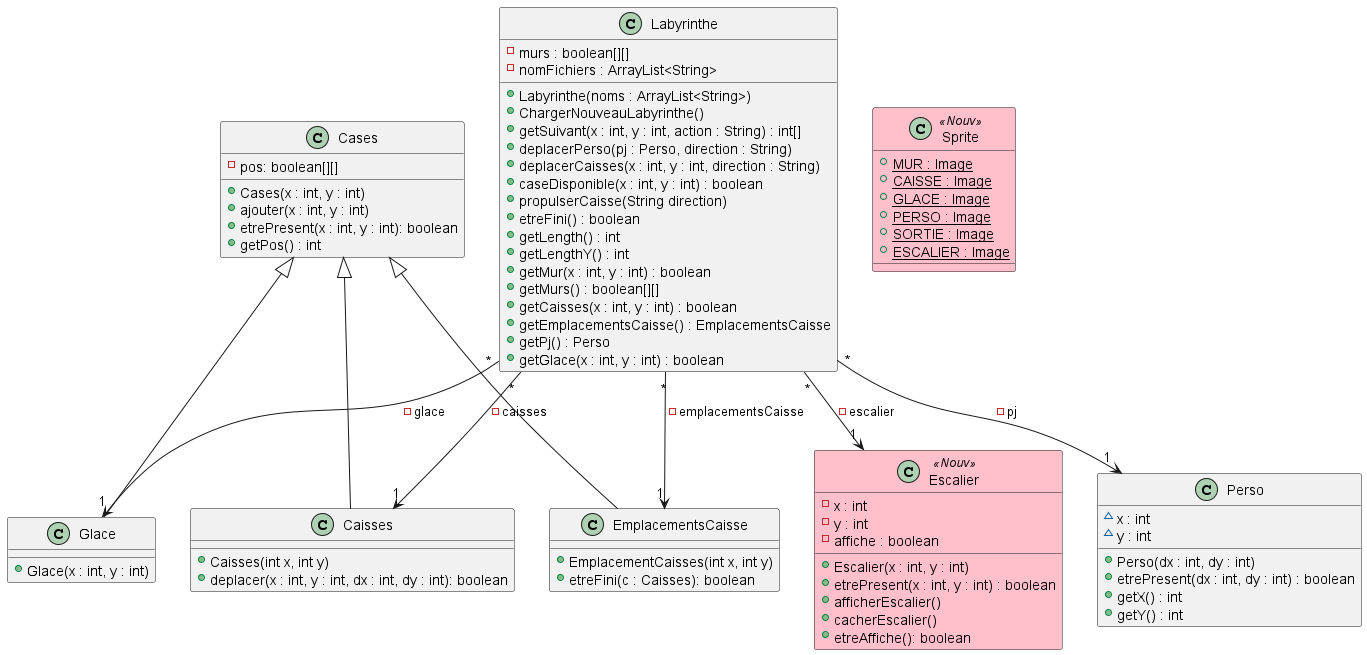 C Labyrinthe
murs : boolean[][]
nomFichiers : ArrayList<String>
Labyrinthe(noms : ArrayList<String>)
ChargerNouveauLabyrinthe()
getSuivant(x : int, y : int, action : String) : int[]
deplacerPerso(pj : Perso, direction : String)
deplacerCaisses(x : int, y : int, direction : String)
caseDisponible(x : int, y : int) : boolean
propulserCaisse(String direction)
etreFini() : boolean
getLength() : int
getLengthY() : int
getMur(x : int, y : int) : boolean
getMurs() : boolean[][]
getCaisses(x : int, y : int) : boolean
getEmplacementsCaisse() : EmplacementsCaisse
getPj() : Perso
getGlace(x : int, y : int) : boolean
C Cases
pos: boolean[][]
Cases(x : int, y : int)
ajouter(x : int, y : int)
etrePresent(x : int, y : int): boolean
getPos() : int
C «Nouv»
Sprite
MUR : Image
CAISSE : Image
GLACE : Image
PERSO : Image
SORTIE : Image
ESCALIER : Image
* * * * *
glace
caisses
emplacementsCaisse
escalier
pj
1 1 1 1 1
C Glace
Glace(x : int, y : int)
C Caisses
Caisses(int x, int y)
deplacer(x : int, y : int, dx : int, dy : int): boolean
C EmplacementsCaisse
EmplacementCaisses(int x, int y)
etreFini(c : Caisses): boolean
C «Nouv»
Escalier
x : int
y : int
affiche : boolean
Escalier(x : int, y : int)
etrePresent(x : int, y : int) : boolean
afficherEscalier()
cacherEscalier()
etreAffiche(): boolean
C Perso
x : int
y : int
Perso(dx : int, dy : int)
etrePresent(dx : int, dy : int) : boolean
getX() : int
getY() : int